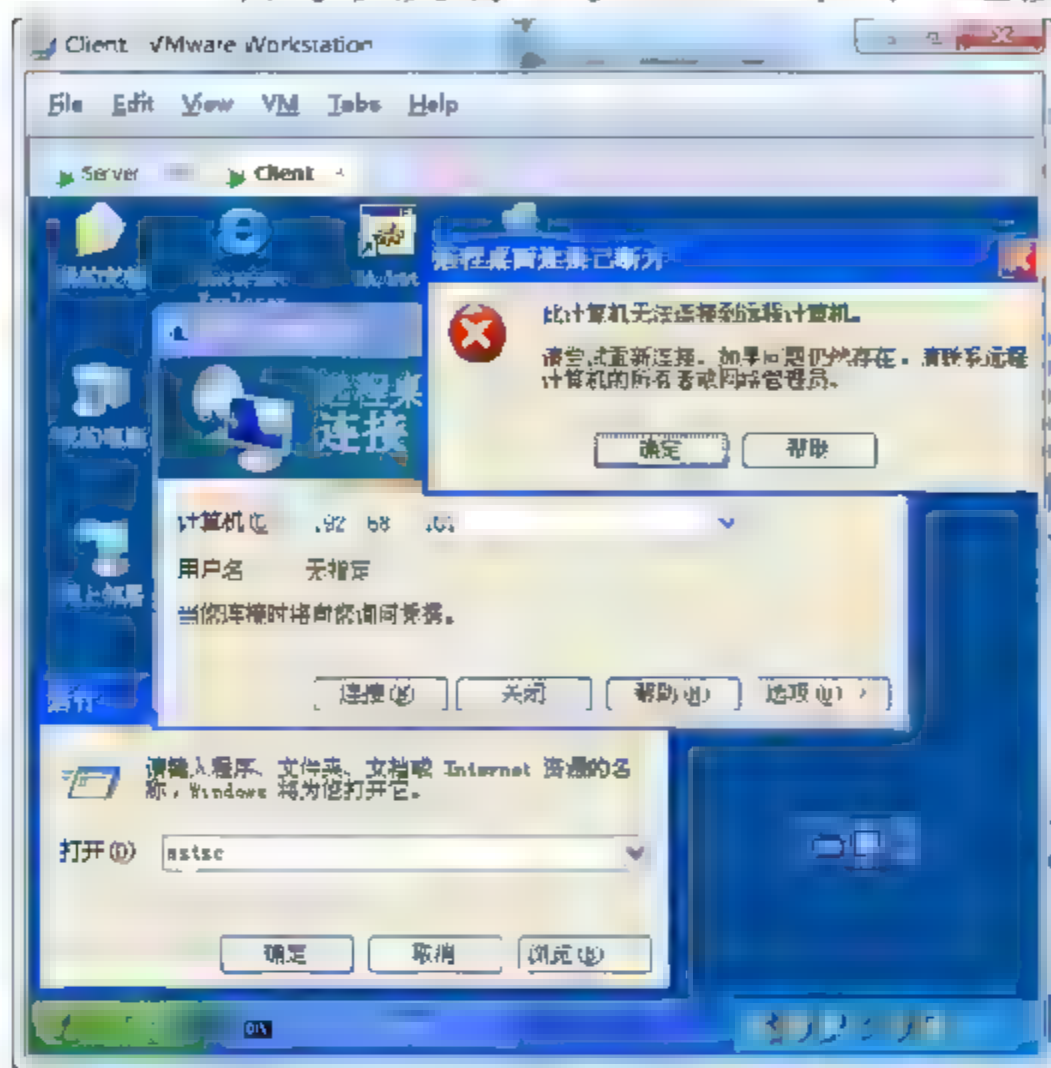 Client VMware Workstation
File Edit View VM Tabs Help
Server
Client
远程桌面连接已断开
此计算机无法连接到远程计算机。
请尝试重新连接。如果问题仍然存在，请联系远程
计算机的所有者或网络管理员。
确定 帮助
远程桌
连接
计算机(C)
用户名 无指定
当您连接时将向您询问凭据。
连接(N) 关闭 帮助(H) 选项(O)
运行
请键入程序、文件夹、文档或 Internet 资源的名
称，Windows 将为您打开它。
打开(O) mstsc
确定 取消 浏览(B)